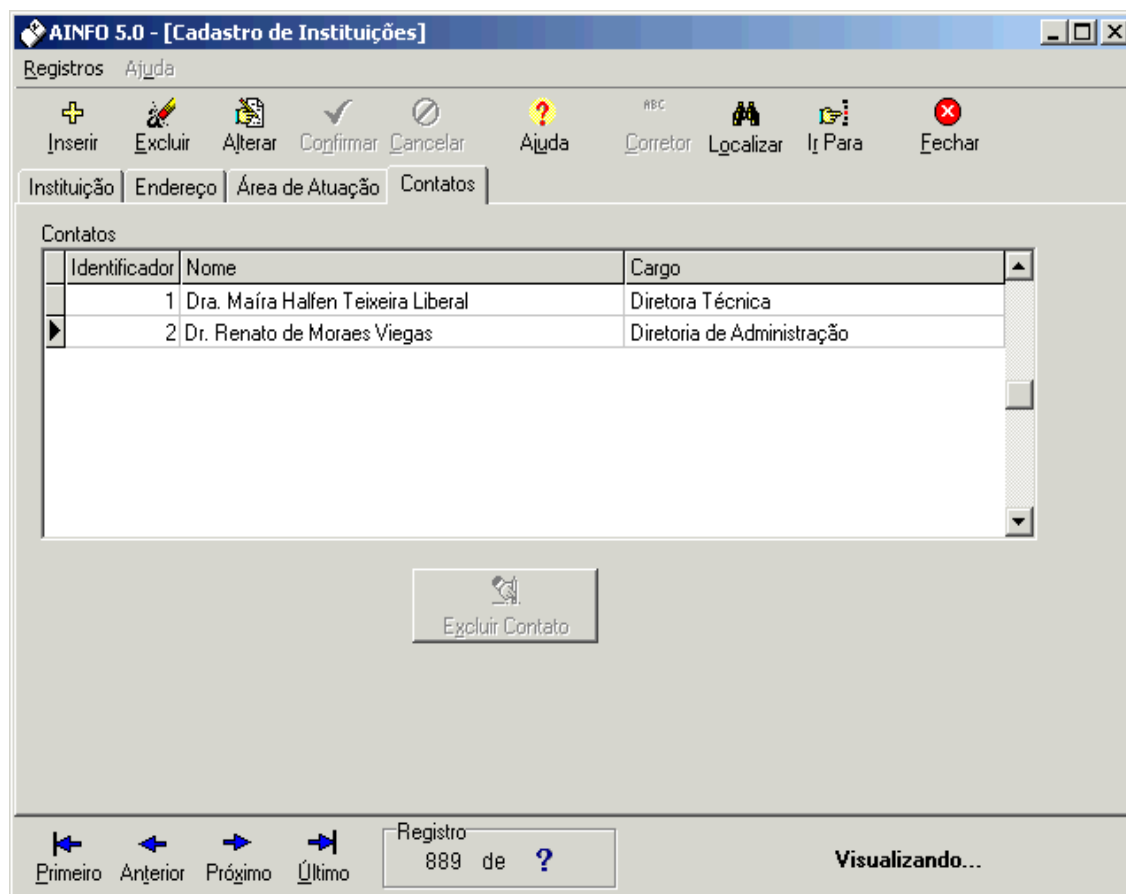 AINFO 5.0 - [Cadastro de Instituições]
Registros Ajuda
ABC
Inserir Excluir Alterar Confirmar Cancelar Ajuda Corretor Localizar Ir Para Fechar
Instituição Endereço Área de Atuação Contatos
Contatos
Identificador Nome Cargo
1 Dra. Maíra Halfen Teixeira Liberal Diretora Técnica
2 Dr. Renato de Moraes Viegas Diretoria de Administração
Excluir Contato
Registro
889 de ?
Primeiro Anterior Próximo Último
Visualizando...